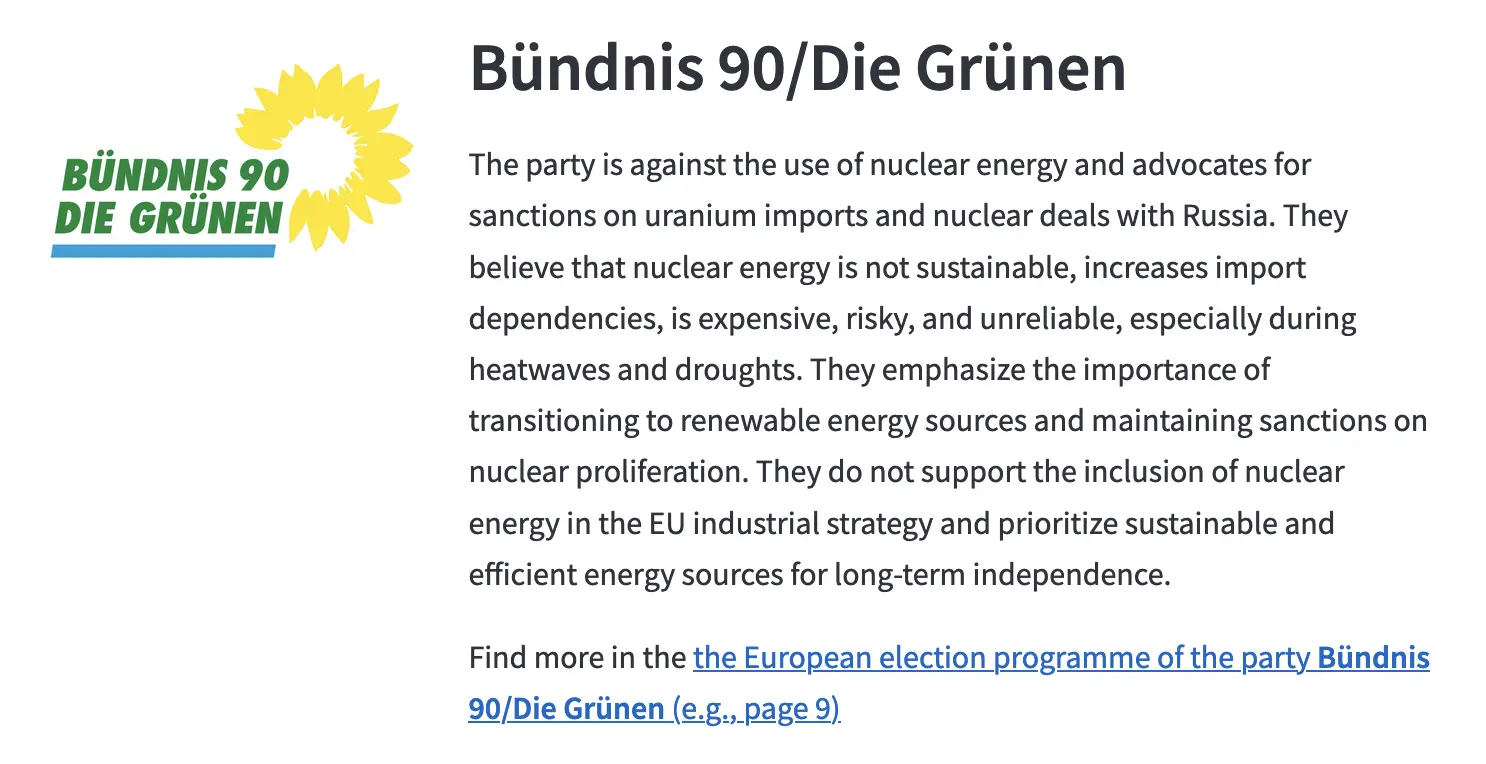 BÜNDNIS 90
DIE GRÜNEN
Bündnis 90/Die Grünen
The party is against the use of nuclear energy and advocates for
sanctions on uranium imports and nuclear deals with Russia. They
believe that nuclear energy is not sustainable, increases import
dependencies, is expensive, risky, and unreliable, especially during
heatwaves and droughts. They emphasize the importance of
transitioning to renewable energy sources and maintaining sanctions on
nuclear proliferation. They do not support the inclusion of nuclear
energy in the EU industrial strategy and prioritize sustainable and
efficient energy sources for long-term independence.
Find more in the the European election programme of the party Bündnis
90/Die Grünen (e.g., page 9)